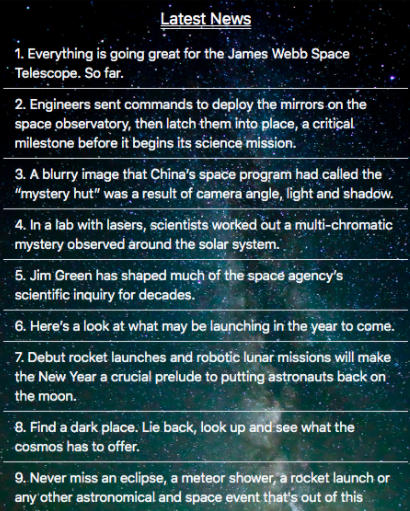 Latest News
1. Everything is going great for the James Webb Space
Telescope. So far.
2. Engineers sent commands to deploy the mirrors on the
space observatory, then latch them into place, a critical
milestone before it begins its science mission.
3. A blurry image that China's space program had called the
“mystery hut” was a result of camera angle, light and shadow.
4. In a lab with lasers, scientists worked out a multi-chromatic
mystery observed around the solar system.
5. Jim Green has shaped much of the space agency’s
scientific inquiry for decades.
6. Here’s a look at what may be launching in the year to come.
7. Debut rocket launches and robotic lunar missions will make
the New Year a crucial prelude to putting astronauts back on
the moon.
8. Find a dark place. Lie back, look up and see what the
cosmos has to offer.
9. Never miss an eclipse, a meteor shower, a rocket launch or
any other astronomical and space event that's out of this